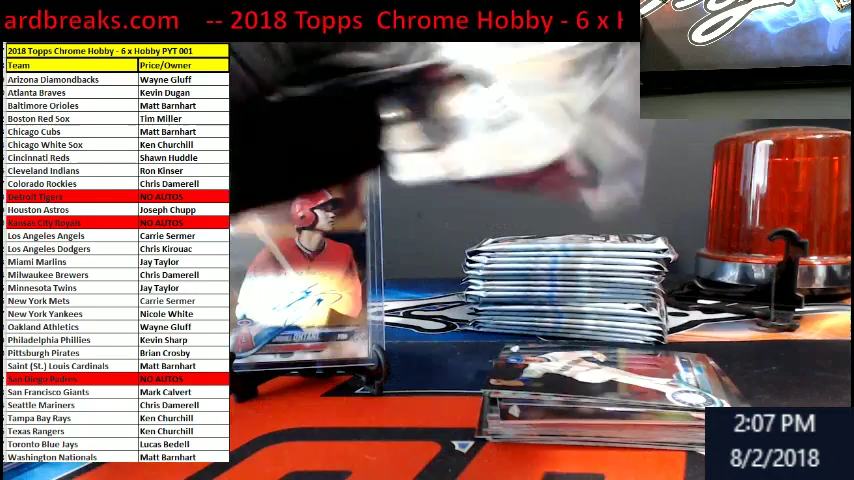 ardbreaks.com -- 2018 Topps Chrome Hobby - 6 x H
2018 Topps Chrome Hobby - 6 x Hobby PYT 001
Team Price/Owner
Arizona Diamondbacks Wayne Gluff
Atlanta Braves Kevin Dugan
Baltimore Orioles Matt Barnhart
Boston Red Sox Tim Miller
Chicago Cubs Matt Barnhart
Chicago White Sox Ken Churchill
Cincinnati Reds Shawn Huddle
Cleveland Indians Ron Kinser
Colorado Rockies Chris Damerell
Detroit Tigers NO AUTOS
Houston Astros Joseph Chupp
Kansas City Royals NO AUTOS
Los Angeles Angels Carrie Sermer
Los Angeles Dodgers Chris Kirouac
Miami Marlins Jay Taylor
Milwaukee Brewers Chris Damerell
Minnesota Twins Jay Taylor
New York Mets Carrie Sermer
New York Yankees Nicole White
Oakland Athletics Wayne Gluff
Philadelphia Phillies Kevin Sharp
Pittsburgh Pirates Brian Crosby
Saint (St.) Louis Cardinals Matt Barnhart
San Diego Padres NO AUTOS
San Francisco Giants Mark Calvert
Seattle Mariners Chris Damerell
Tampa Bay Rays Ken Churchill
Texas Rangers Ken Churchill
Toronto Blue Jays Lucas Bedell
Washington Nationals Matt Barnhart
2:07 PM
8/2/2018